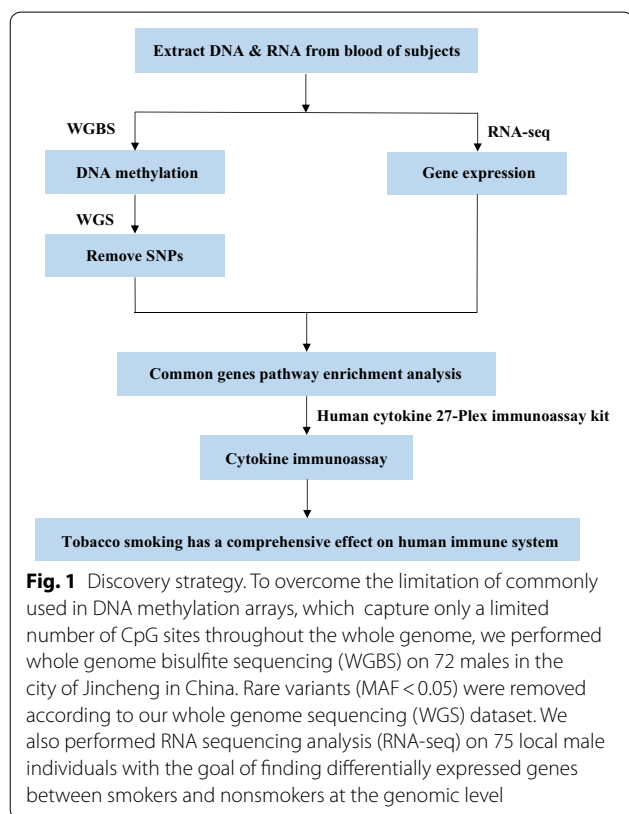 Extract DNA & RNA from blood of subjects
WGBS
RNA-seq
DNA methylation
Gene expression
WGS
Remove SNPs
Common genes pathway enrichment analysis
Human cytokine 27-Plex immunoassay kit
Cytokine immunoassay
Tobacco smoking has a comprehensive effect on human immune system
Fig. 1 Discovery strategy. To overcome the limitation of commonly
used in DNA methylation arrays, which capture only a limited
number of CpG sites throughout the whole genome, we performed
whole genome bisulfite sequencing (WGBS) on 72 males in the
city of Jincheng in China. Rare variants (MAF < 0.05) were removed
according to our whole genome sequencing (WGS) dataset. We
also performed RNA sequencing analysis (RNA-seq) on 75 local male
individuals with the goal of finding differentially expressed genes
between smokers and nonsmokers at the genomic level